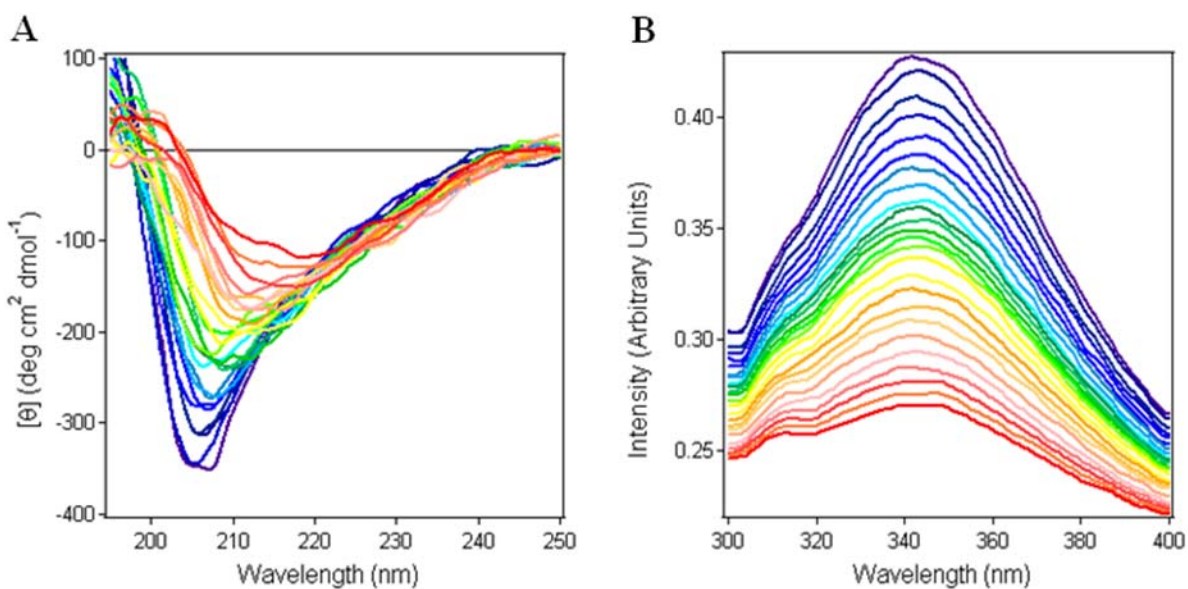 A
100
0
-100
-200
-300
-400
[θ] (deg cm² dmol⁻¹)
200 210 220 230 240 250
Wavelength (nm)
B
0.40
0.35
0.30
0.25
Intensity (Arbitrary Units)
300 320 340 360 380 400
Wavelength (nm)